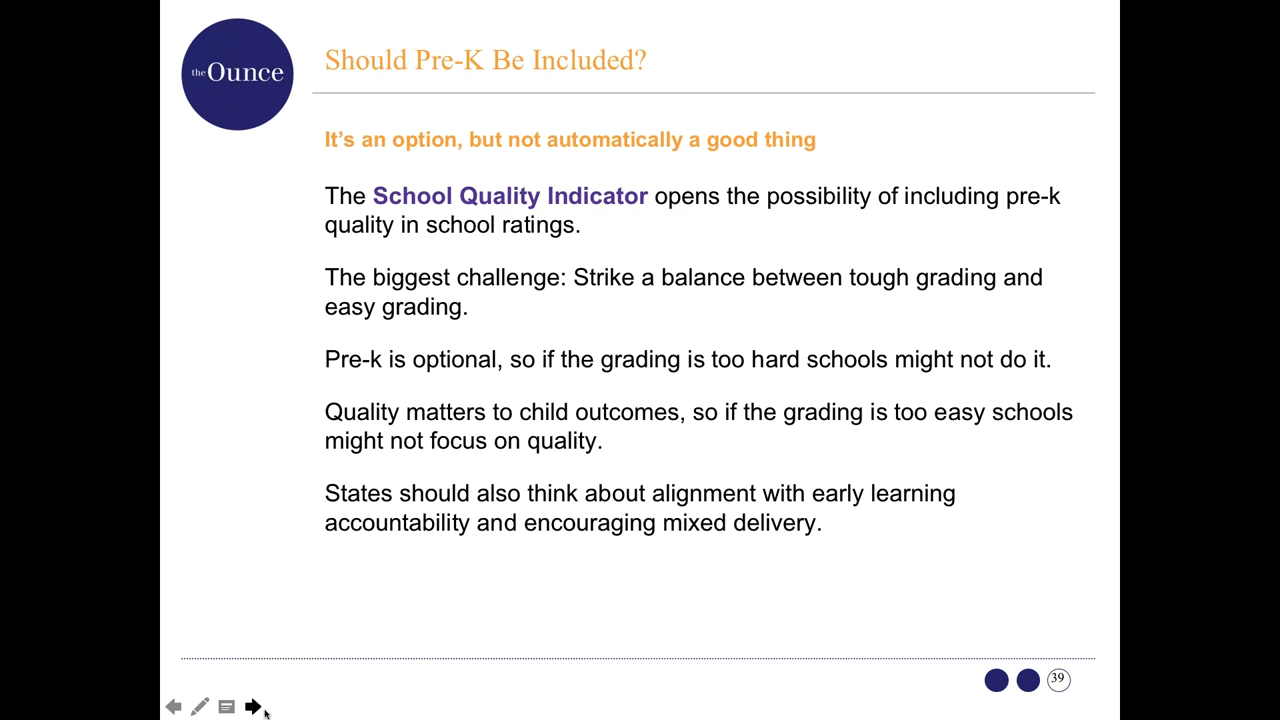 the Ounce
Should Pre-K Be Included?
It’s an option, but not automatically a good thing
The School Quality Indicator opens the possibility of including pre-k
quality in school ratings.
The biggest challenge: Strike a balance between tough grading and
easy grading.
Pre-k is optional, so if the grading is too hard schools might not do it.
Quality matters to child outcomes, so if the grading is too easy schools
might not focus on quality.
States should also think about alignment with early learning
accountability and encouraging mixed delivery.
39